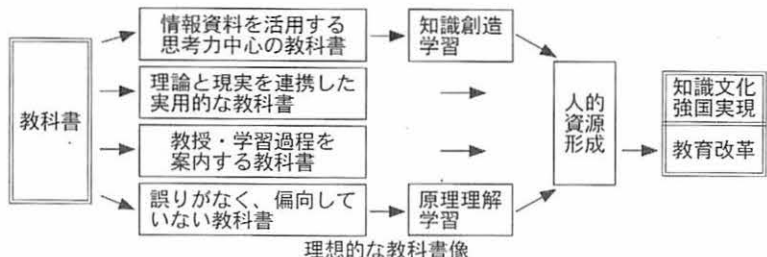 教科書
情報資料を活用する
思考力中心の教科書
理論と現実を連携した
実用的な教科書
教授・学習過程を
案内する教科書
誤りがなく、偏向して
いない教科書
知識創造
学習
原理理解
学習
人的
資源
形成
知識文化
強国実現
教育改革
理想的な教科書像